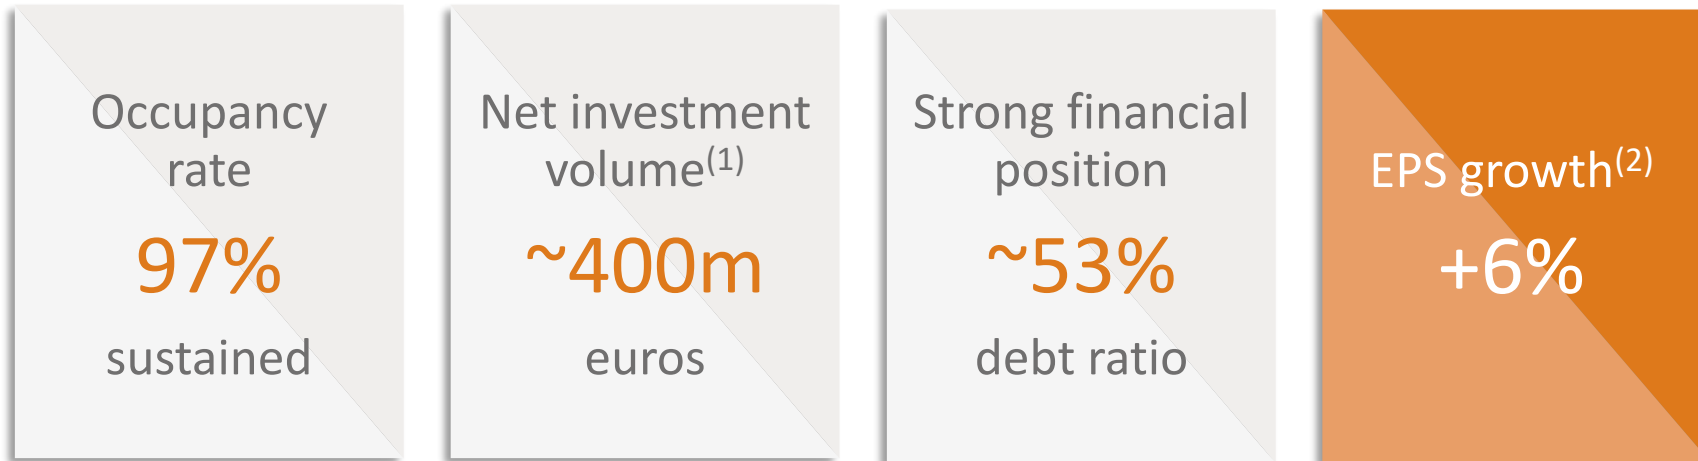 Occupancy
rate
97%
sustained
Net investment
volume(1)
~400m
euros
Strong financial
position
~53%
debt ratio
EPS growth(2)
+6%